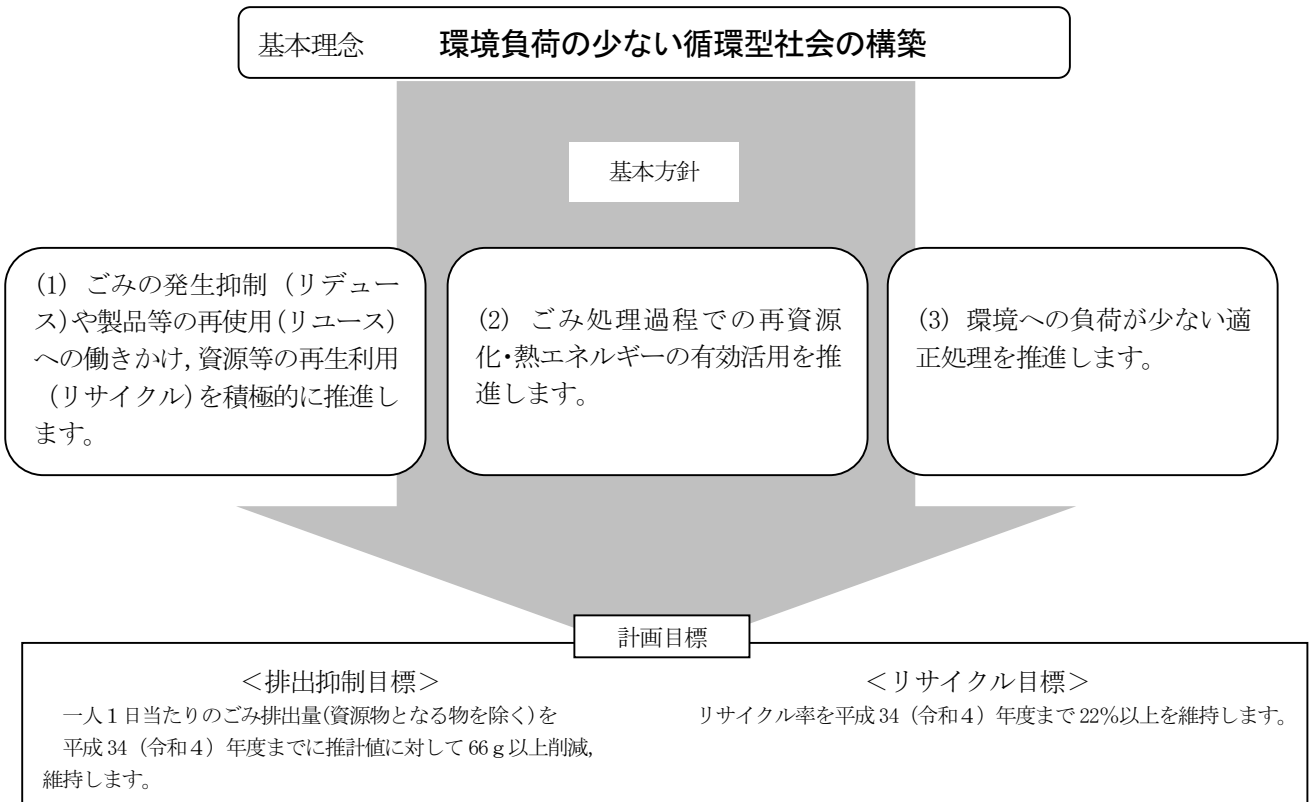 基本理念 環境負荷の少ない循環型社会の構築
基本方針
(1) ごみの発生抑制（リデュー
ス)や製品等の再使用(リユース)
への働きかけ,資源等の再生利用
（リサイクル)を積極的に推進し
ます。
(2) ごみ処理過程での再資源
化・熱エネルギーの有効活用を推
進します。
(3) 環境への負荷が少ない適
正処理を推進します。
計画目標
＜排出抑制目標＞
一人１日当たりのごみ排出量(資源物となる物を除く)を
平成 34（令和４）年度までに推計値に対して 66ｇ以上削減,
維持します。
＜リサイクル目標＞
リサイクル率を平成 34（令和４）年度まで 22%以上を維持します。